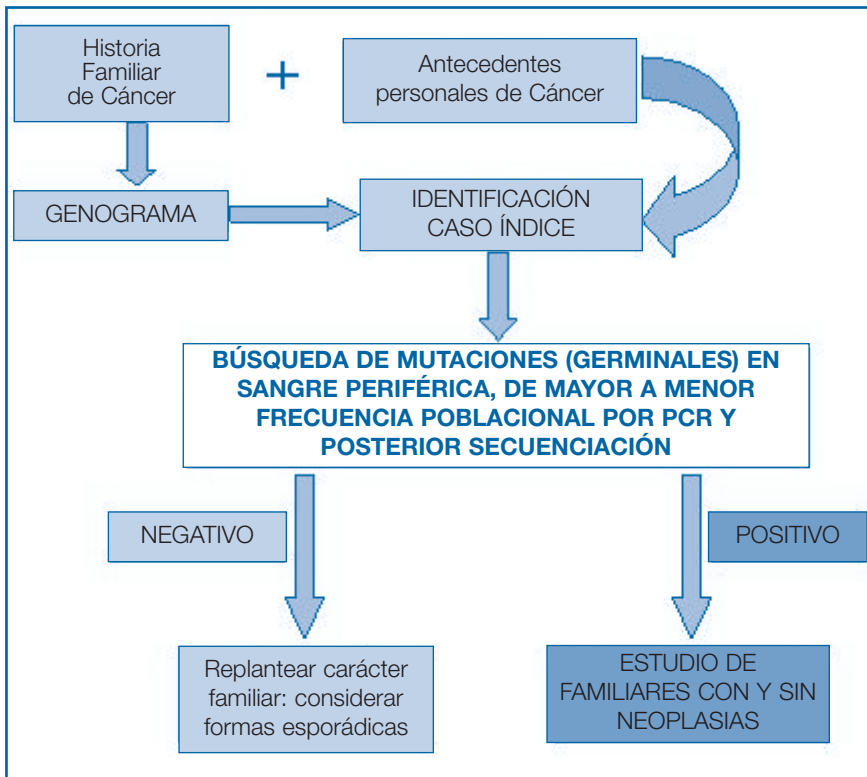 Historia
Familiar
de Cáncer
+
Antecedentes
personales de Cáncer
GENOGRAMA
IDENTIFICACIÓN
CASO ÍNDICE
BÚSQUEDA DE MUTACIONES (GERMINALES) EN
SANGRE PERIFÉRICA, DE MAYOR A MENOR
FRECUENCIA POBLACIONAL POR PCR Y
POSTERIOR SECUENCIACIÓN
NEGATIVO
POSITIVO
Replantear carácter
familiar: considerar
formas esporádicas
ESTUDIO DE
FAMILIARES CON Y SIN
NEOPLASIAS